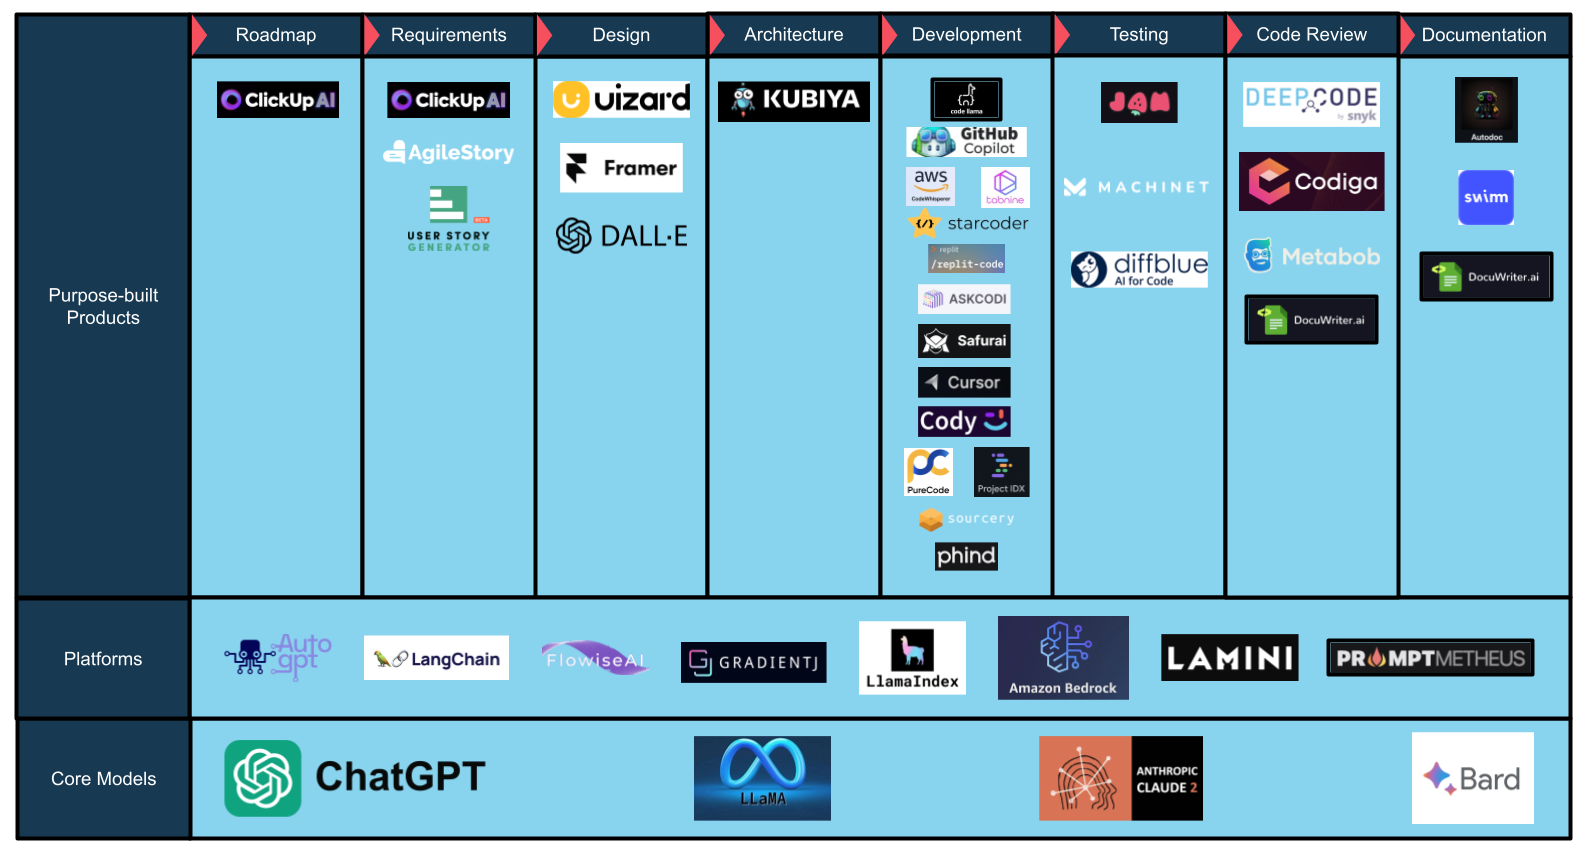 Roadmap
Requirements
Design
Architecture
Development
Testing
Code Review
Documentation
Purpose-built
Products
ClickUp AI
ClickUp AI
AgileStory
BETA
USER STORY
GENERATOR
uizard
Framer
DALL·E
KUBIYA
code llama
GitHub
Copilot
aws
CodeWhisperer
tabnine
starcoder
replit
/replit-code
ASKCODI
Safurai
Cursor
Cody
PureCode
Project IDX
sourcery
phind
JAM
MACHINET
diffblue
AI for Code
DEEPCODE
by snyk
Codiga
Metabob
DocuWriter.ai
Autodoc
swimm
DocuWriter.ai
Platforms
Auto
gpt
LangChain
FlowiseAI
GRADIENTJ
LlamaIndex
Amazon Bedrock
LAMINI
PROMPTMETHEUS
Core Models
ChatGPT
LLaMA
ANTHROPIC
CLAUDE 2
Bard